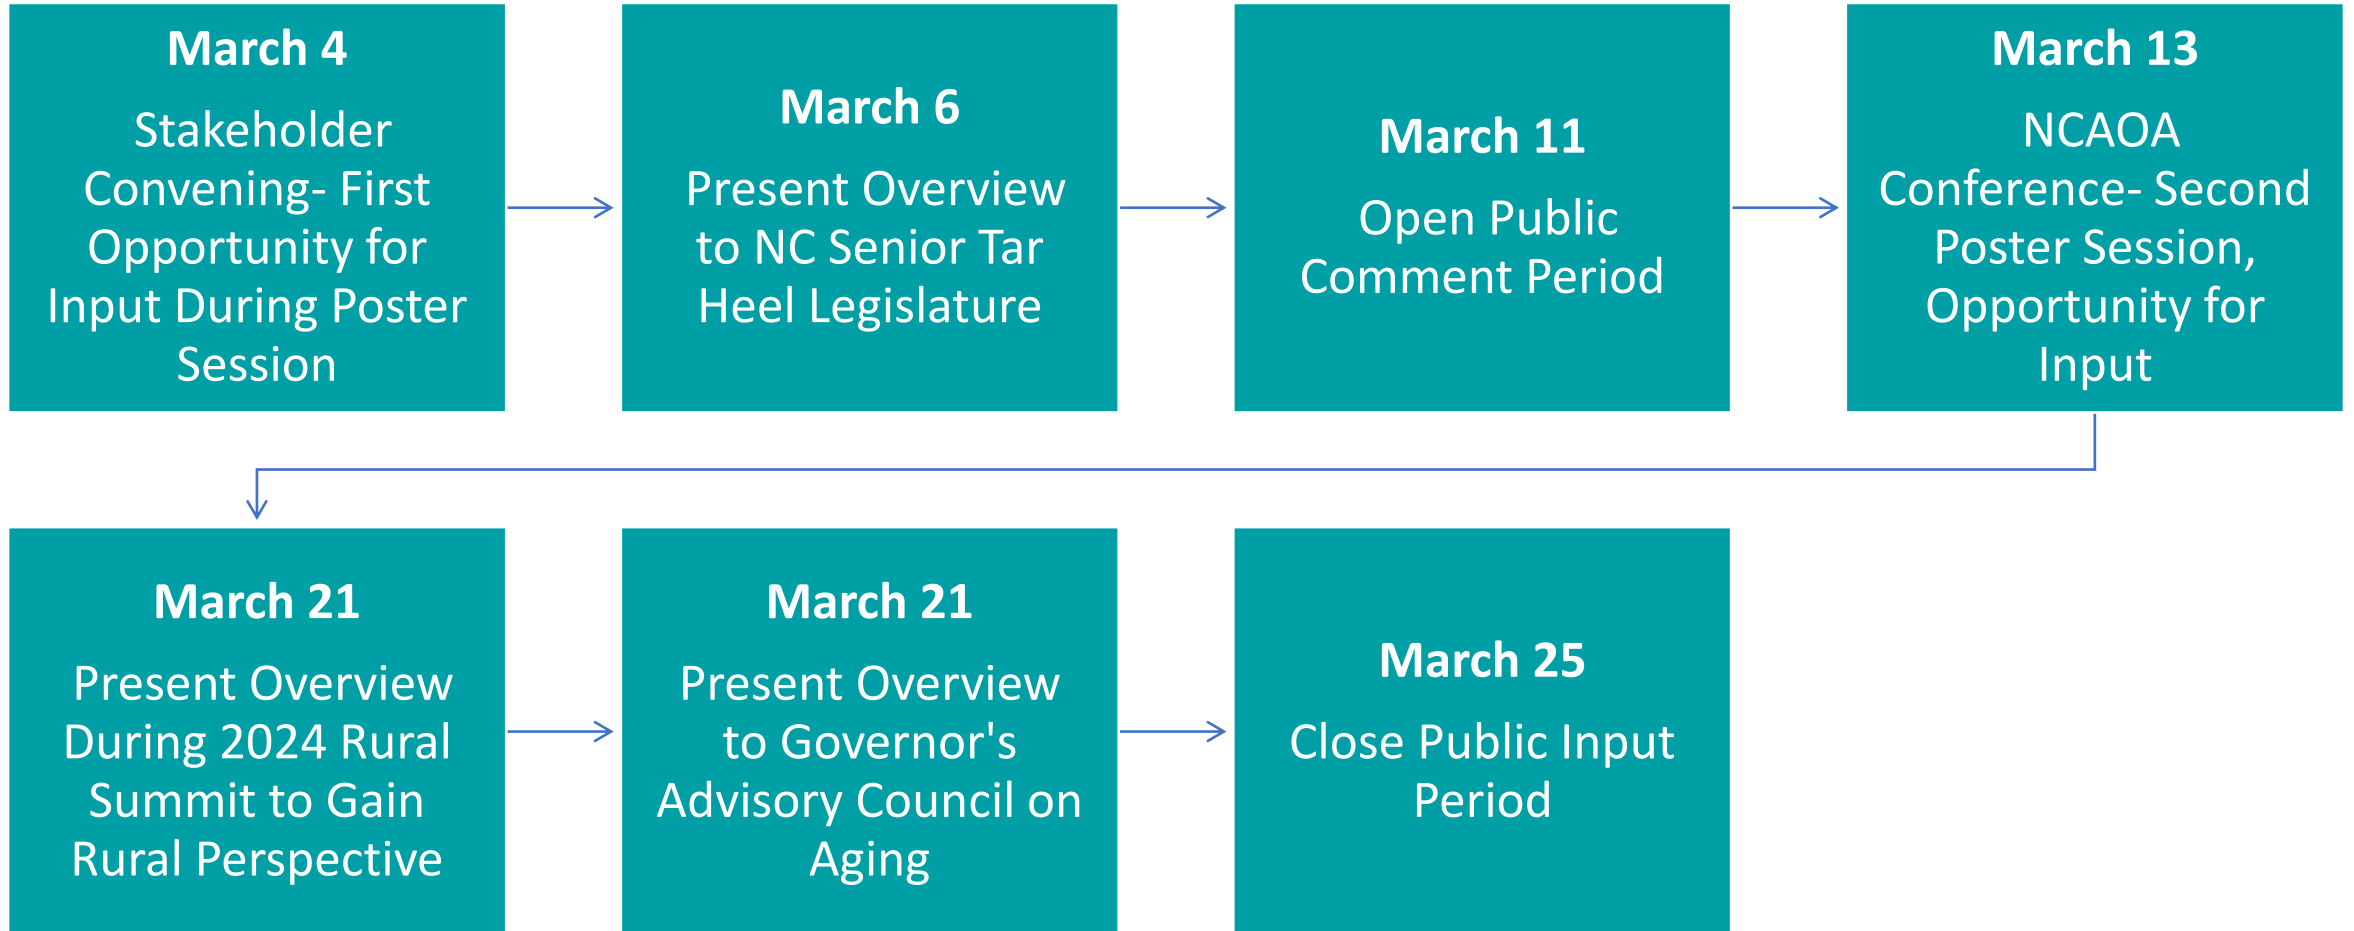 March 4
Stakeholder
Convening- First
Opportunity for
Input During Poster
Session
March 6
Present Overview
to NC Senior Tar
Heel Legislature
March 11
Open Public
Comment Period
March 13
NCAOA
Conference- Second
Poster Session,
Opportunity for
Input
March 21
Present Overview
During 2024 Rural
Summit to Gain
Rural Perspective
March 21
Present Overview
to Governor's
Advisory Council on
Aging
March 25
Close Public Input
Period